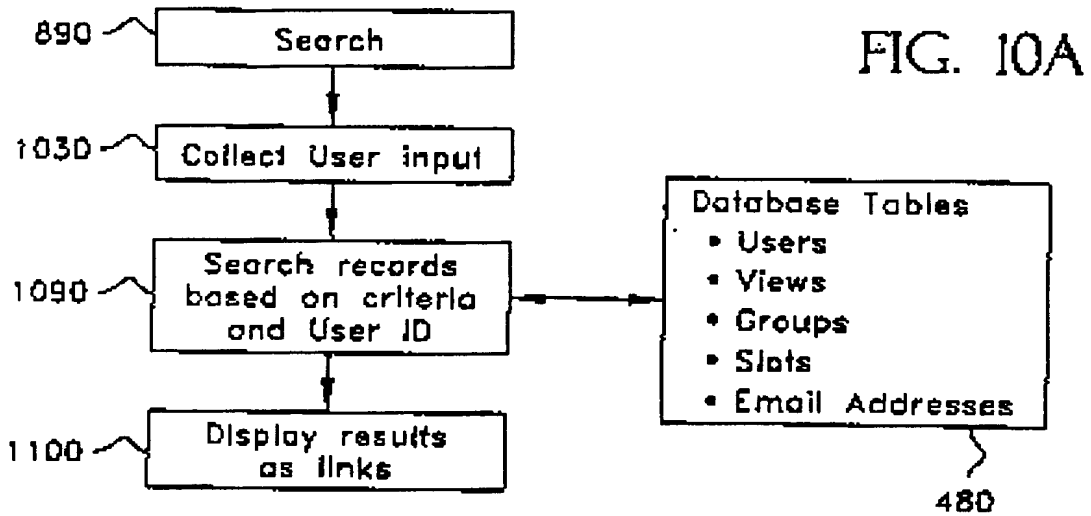 FIG. 10A
890
Search
1030
Collect User input
1090
Search records
based on criteria
and User ID
Database Tables
• Users
• Views
• Groups
• Slots
• Email Addresses
480
1100
Display results
as links